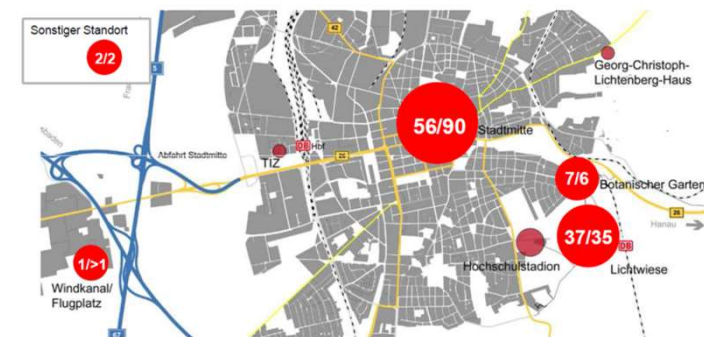 Sonstiger Standort
2/2
42
5
Georg-Christoph-
Lichtenberg-Haus
56/90
Stadtmitte
Abfahrt Stadtmitte
TIZ
DB Hbf
26
7/6
Botanischer Garten
26
Hanau
37/35
DB
Hochschulstadion
Lichtwiese
1/>1
Windkanal/
Flugplatz
67